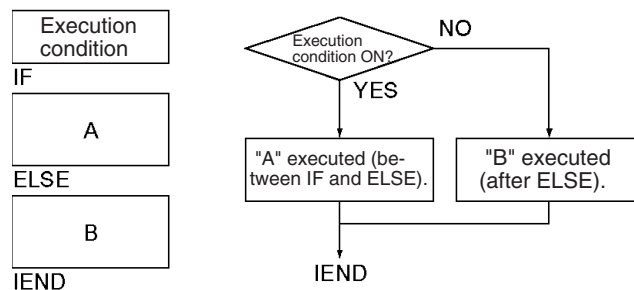 Execution
condition
IF
A
ELSE
B
IEND
Execution
condition ON?
NO
YES
"A" executed (be-
tween IF and ELSE).
"B" executed
(after ELSE).
IEND